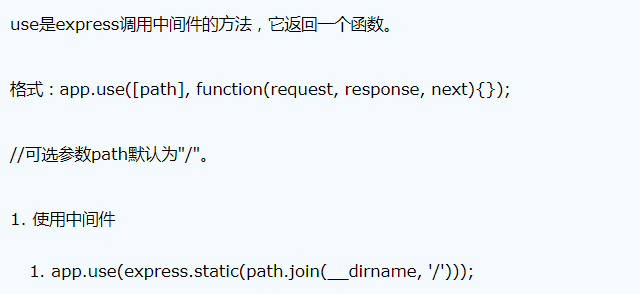 use是express调用中间件的方法，它返回一个函数。
格式：app.use([path], function(request, response, next){});
//可选参数path默认为"/"。
1. 使用中间件
1. app.use(express.static(path.join(__dirname, '/')));